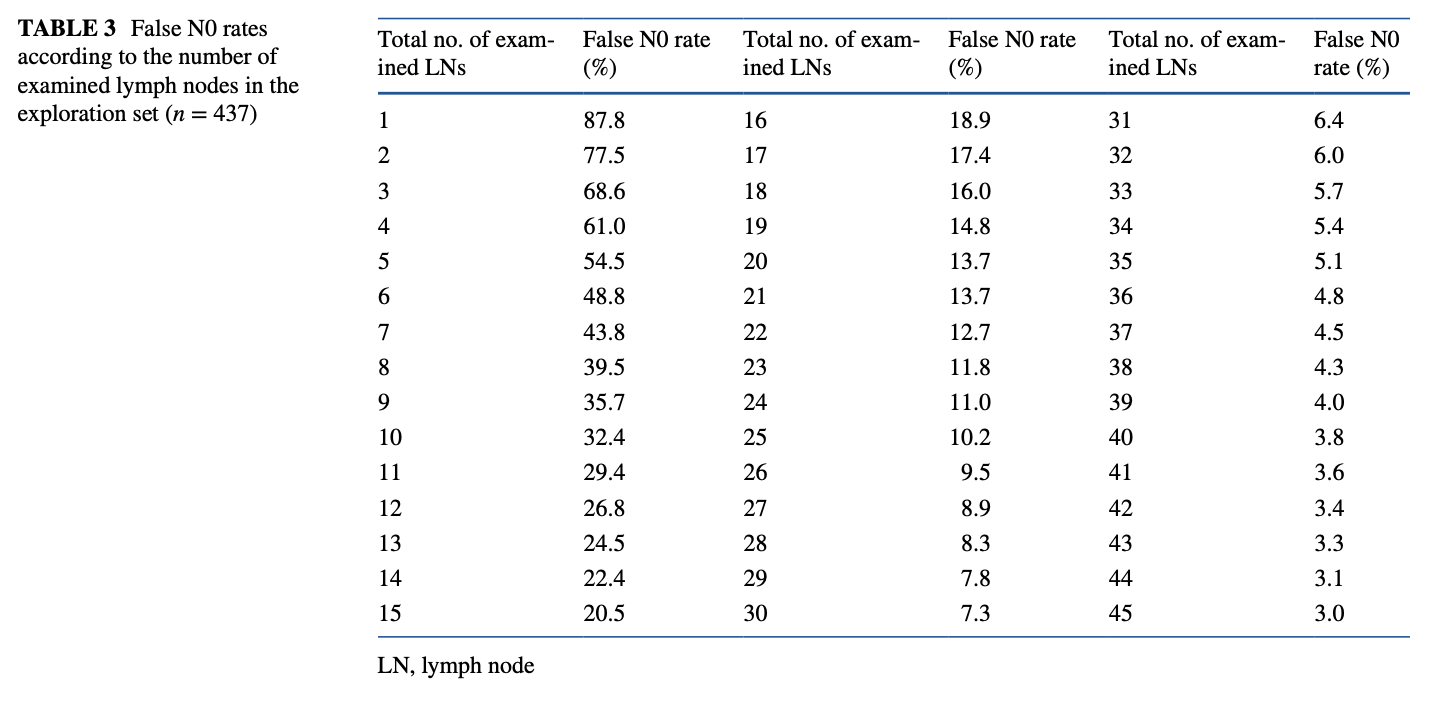 TABLE 3 False N0 rates
according to the number of
examined lymph nodes in the
exploration set (n = 437)
Total no. of exam- False N0 rate Total no. of exam- False N0 rate Total no. of exam- False N0
ined LNs (%) ined LNs (%) ined LNs rate (%)
1 87.8 16 18.9 31 6.4
2 77.5 17 17.4 32 6.0
3 68.6 18 16.0 33 5.7
4 61.0 19 14.8 34 5.4
5 54.5 20 13.7 35 5.1
6 48.8 21 13.7 36 4.8
7 43.8 22 12.7 37 4.5
8 39.5 23 11.8 38 4.3
9 35.7 24 11.0 39 4.0
10 32.4 25 10.2 40 3.8
11 29.4 26 9.5 41 3.6
12 26.8 27 8.9 42 3.4
13 24.5 28 8.3 43 3.3
14 22.4 29 7.8 44 3.1
15 20.5 30 7.3 45 3.0
LN, lymph node